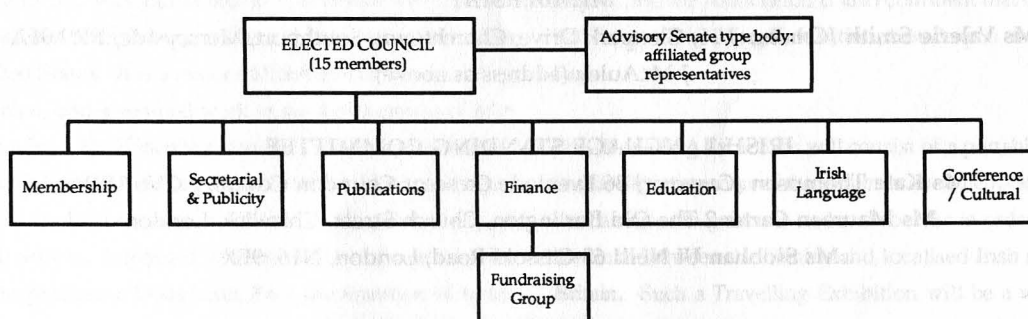 ELECTED COUNCIL
(15 members)
Advisory Senate type body:
affiliated group
representatives
Membership
Secretarial
& Publicity
Publications
Finance
Education
Irish
Language
Conference
/ Cultural
Fundraising
Group